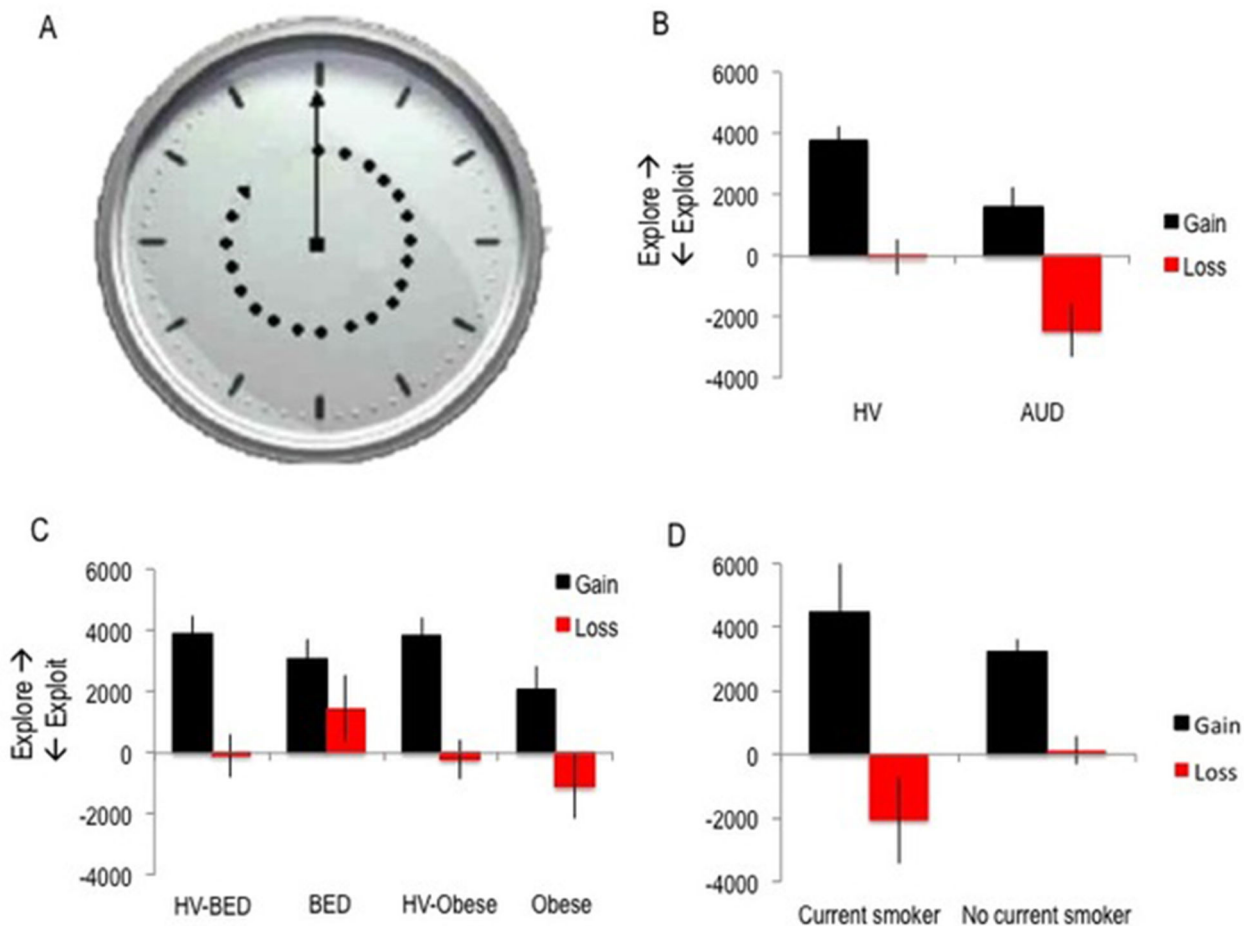 A
B
6000
4000
2000
0
-2000
-4000
Explore →
← Exploit
HV
AUD
Gain
Loss
C
6000
4000
2000
0
-2000
-4000
Explore →
← Exploit
HV-BED
BED
HV-Obese
Obese
Gain
Loss
D
6000
4000
2000
0
-2000
-4000
Current smoker
No current smoker
Gain
Loss